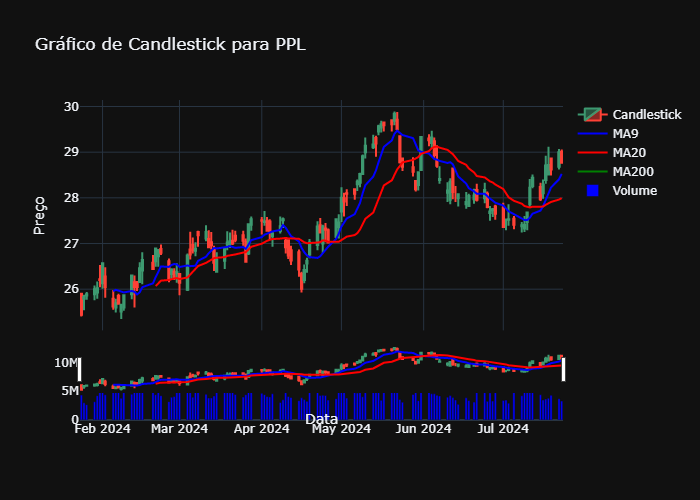 Gráfico de Candlestick para PPL
30
29
28
27
26
Preço
Candlestick
MA9
MA20
MA200
Volume
10M
5M
0
Data
Feb 2024
Mar 2024
Apr 2024
May 2024
Jun 2024
Jul 2024